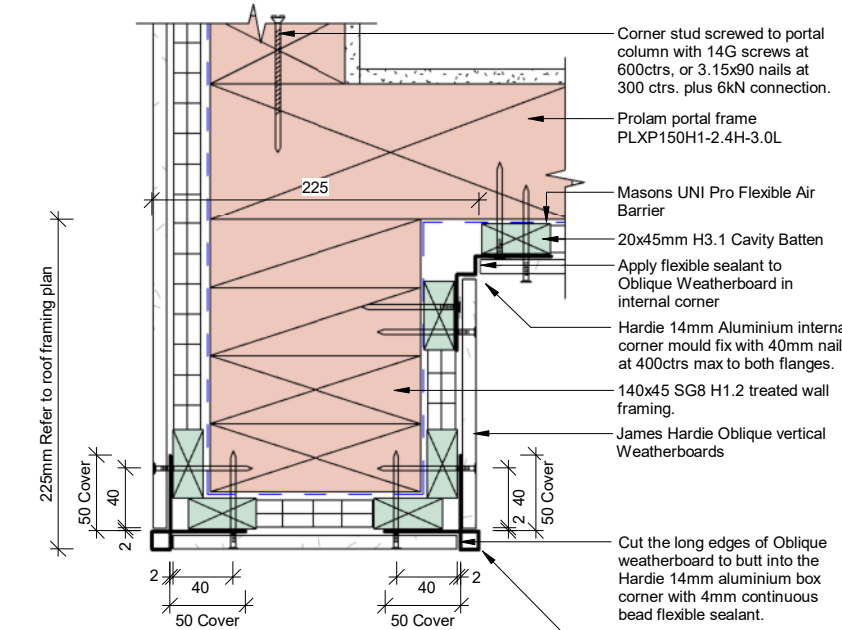 Corner stud screwed to portal
column with 14G screws at
600ctrs, or 3.15x90 nails at
300 ctrs. plus 6kN connection.
Prolam portal frame
PLXP150H1-2.4H-3.0L
225
Masons UNI Pro Flexible Air
Barrier
20x45mm H3.1 Cavity Batten
Apply flexible sealant to
Oblique Weatherboard in
internal corner
Hardie 14mm Aluminium interna
corner mould fix with 40mm nail
at 400ctrs max to both flanges.
140x45 SG8 H1.2 treated wall
framing.
James Hardie Oblique vertical
Weatherboards
225mm Refer to roof framing plan
50 Cover
40
2
2
40
50 Cover
Cut the long edges of Oblique
weatherboard to butt into the
Hardie 14mm aluminium box
corner with 4mm continuous
bead flexible sealant.
2
40
50 Cover
40
2
50 Cover